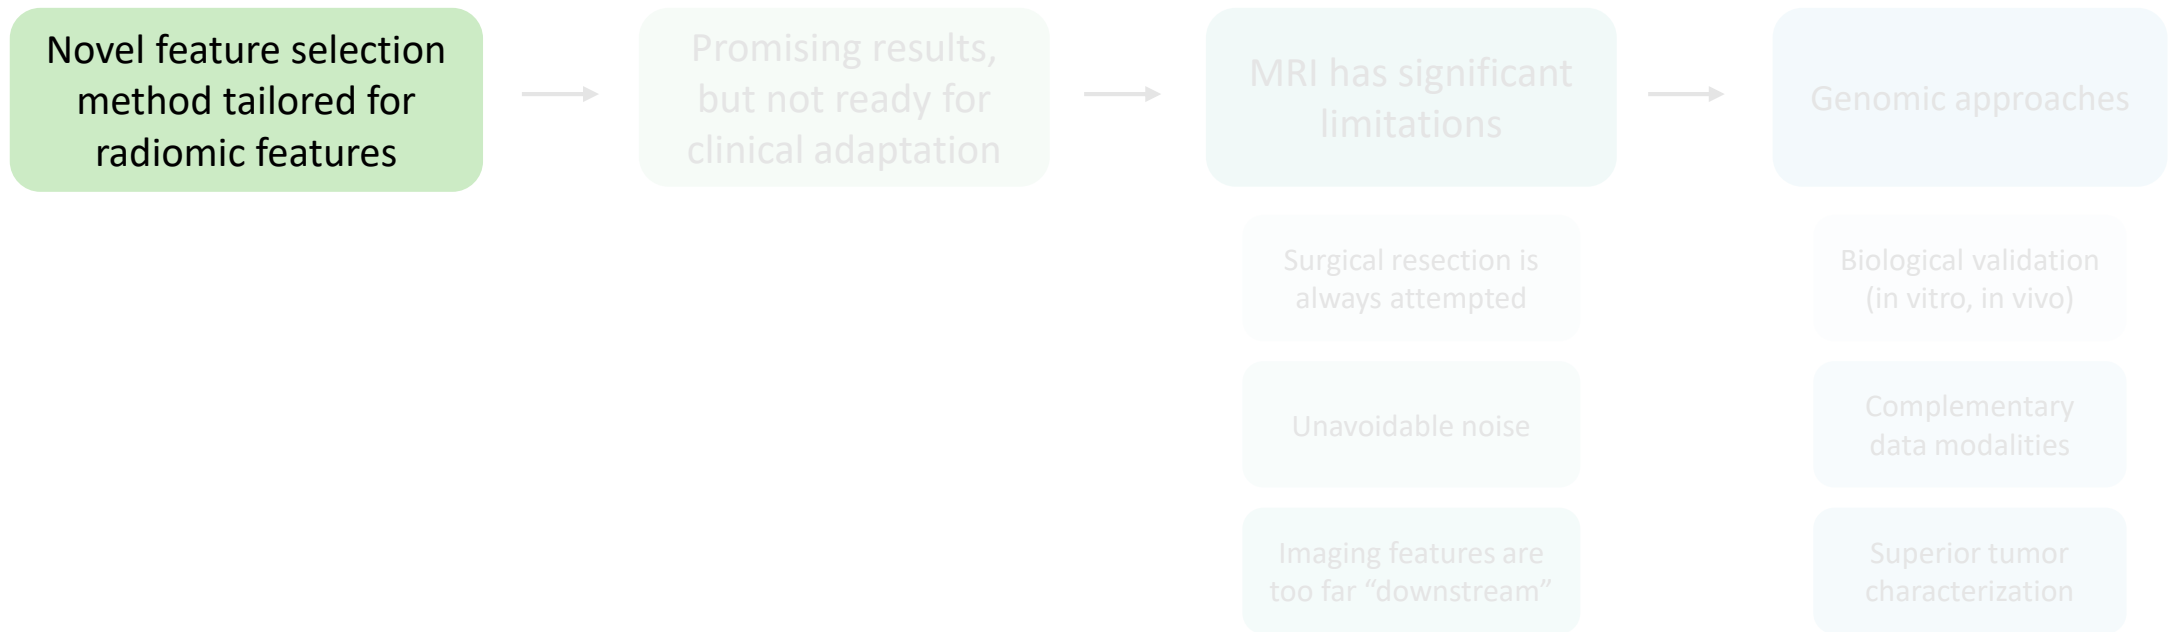 Novel feature selection
method tailored for
radiomic features
Promising results,
but not ready for
clinical adaptation
MRI has significant
limitations
Surgical resection is
always attempted
Unavoidable noise
Imaging features are
too far “downstream”
Genomic approaches
Biological validation
(in vitro, in vivo)
Complementary
data modalities
Superior tumor
characterization